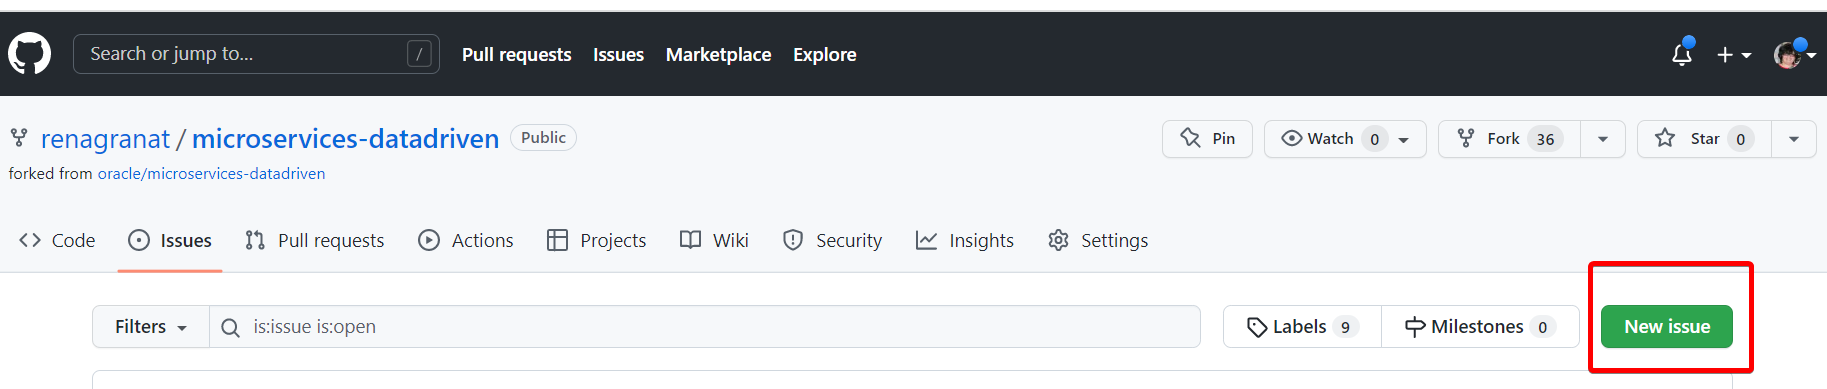 Search or jump to... / Pull requests Issues Marketplace Explore
renagranat / microservices-datadriven Public Pin Watch 0 Fork 36 Star 0
forked from oracle/microservices-datadriven
Code Issues Pull requests Actions Projects Wiki Security Insights Settings
Filters is:issue is:open Labels 9 Milestones 0 New issue